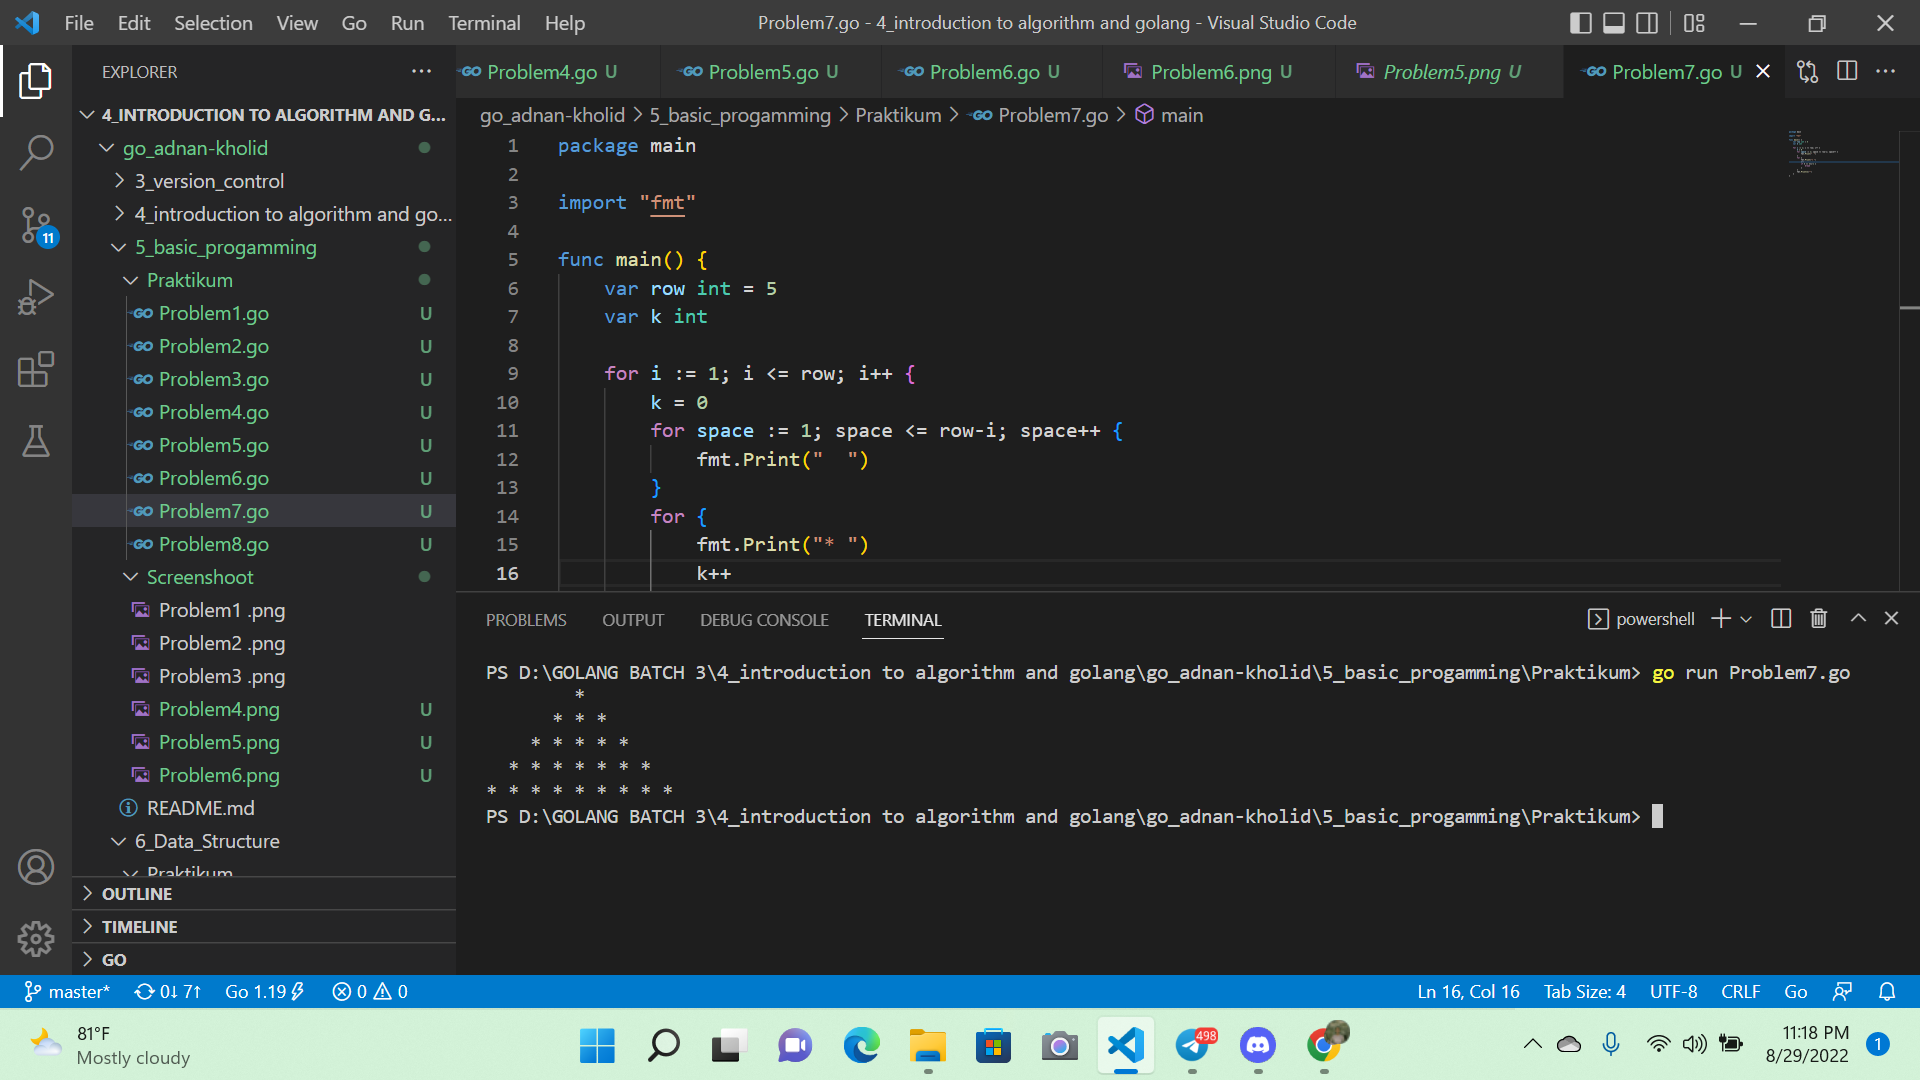 File Edit Selection View Go Run Terminal Help
Problem7.go - 4_introduction to algorithm and golang - Visual Studio Code
EXPLORER
4_INTRODUCTION TO ALGORITHM AND G...
go_adnan-kholid
3_version_control
4_introduction to algorithm and go...
5_basic_progamming
Praktikum
Problem1.go U
Problem2.go U
Problem3.go U
Problem4.go U
Problem5.go U
Problem6.go U
Problem7.go U
Problem8.go U
Screenshoot
Problem1 .png
Problem2 .png
Problem3 .png
Problem4.png U
Problem5.png U
Problem6.png U
README.md
6_Data_Structure
Praktikum
OUTLINE
TIMELINE
GO
11
Problem4.go U Problem5.go U Problem6.go U Problem6.png U Problem5.png U Problem7.go U
go_adnan-kholid > 5_basic_progamming > Praktikum > Problem7.go > main
1 package main
2
3 import "fmt"
4
5 func main() {
6 var row int = 5
7 var k int
8
9 for i := 1; i <= row; i++ {
10 k = 0
11 for space := 1; space <= row-i; space++ {
12 fmt.Print("  ")
13 }
14 for {
15 fmt.Print("* ")
16 k++
PROBLEMS OUTPUT DEBUG CONSOLE TERMINAL
powershell
PS D:\GOLANG BATCH 3\4_introduction to algorithm and golang\go_adnan-kholid\5_basic_progamming\Praktikum> go run Problem7.go
        *
      * * *
    * * * * *
  * * * * * * *
* * * * * * * * *
PS D:\GOLANG BATCH 3\4_introduction to algorithm and golang\go_adnan-kholid\5_basic_progamming\Praktikum>
master* 0↓ 7↑ Go 1.19 0 0
Ln 16, Col 16 Tab Size: 4 UTF-8 CRLF Go
81°F
Mostly cloudy
498
11:18 PM
8/29/2022
1